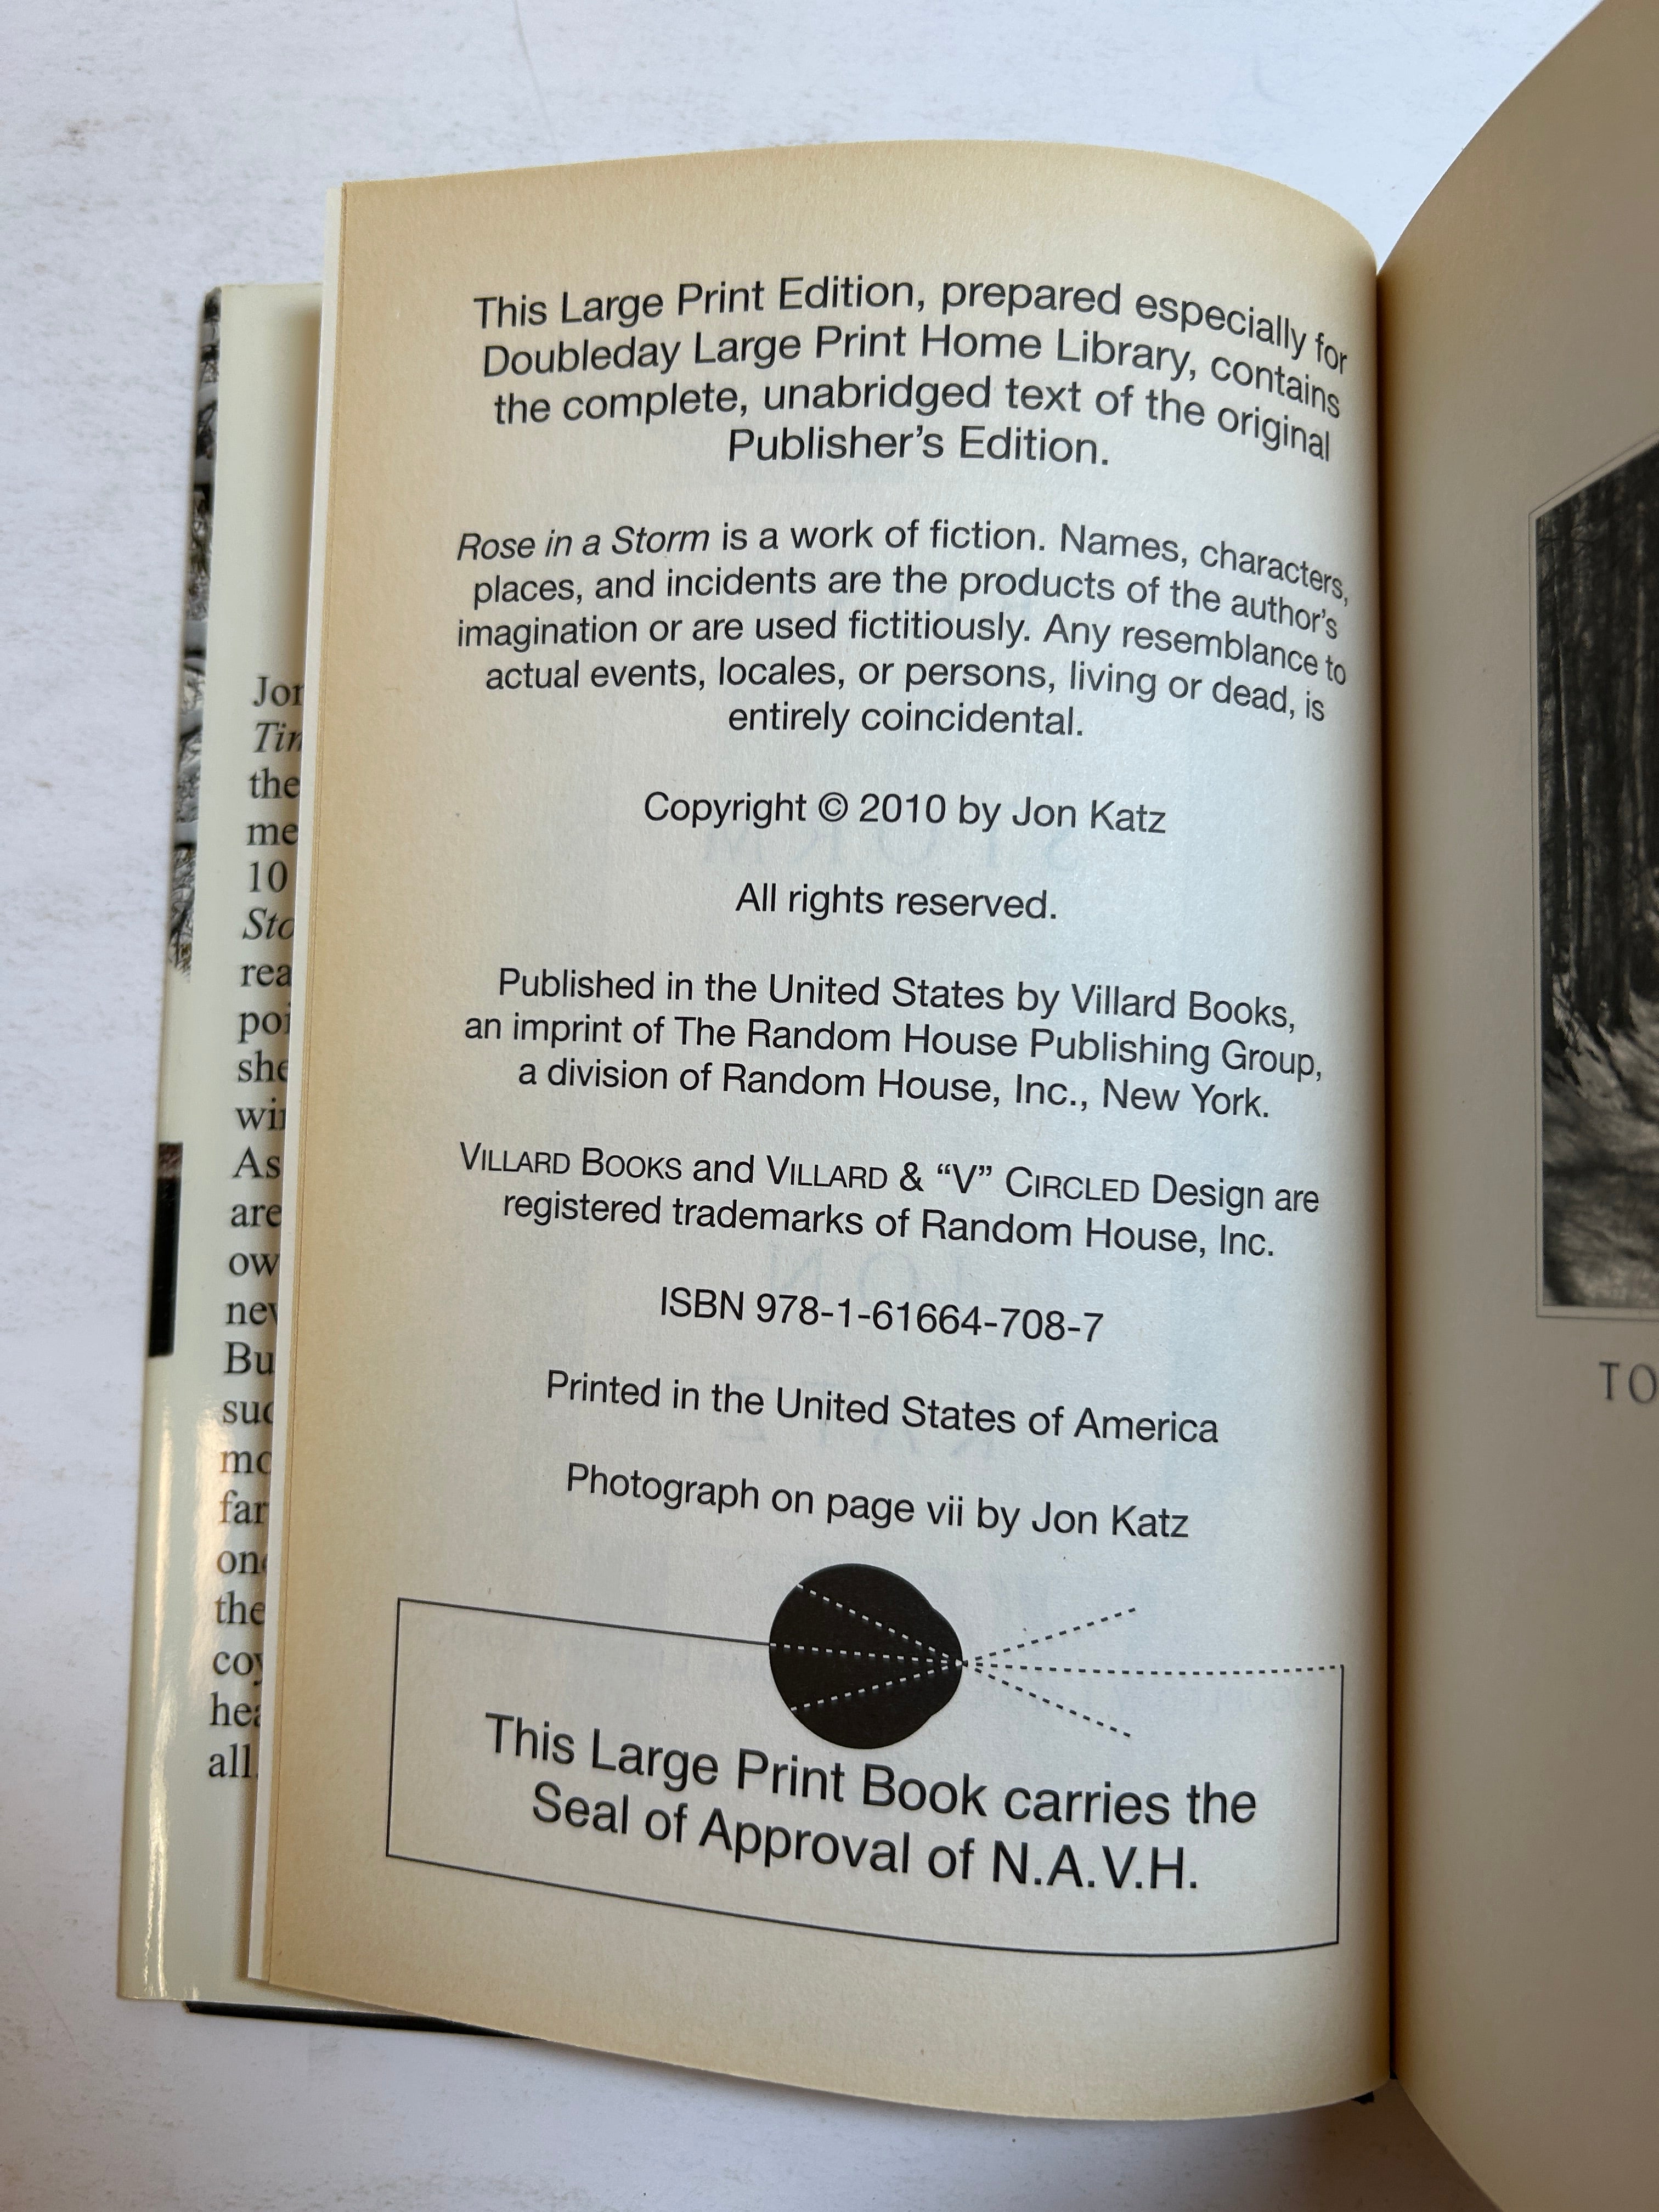 This Large Print Edition, prepared especially for
Doubleday Large Print Home Library, contains
the complete, unabridged text of the original
Publisher’s Edition.
Rose in a Storm is a work of fiction. Names, characters,
places, and incidents are the products of the author’s
imagination or are used fictitiously. Any resemblance to
actual events, locales, or persons, living or dead, is
entirely coincidental.
Copyright © 2010 by Jon Katz
All rights reserved.
Published in the United States by Villard Books,
an imprint of The Random House Publishing Group,
a division of Random House, Inc., New York.
VILLARD BOOKS and VILLARD & “V” CIRCLED Design are
registered trademarks of Random House, Inc.
ISBN 978-1-61664-708-7
Printed in the United States of America
Photograph on page vii by Jon Katz
This Large Print Book carries the
Seal of Approval of N.A.V.H.
the
10
As
are
all
TO